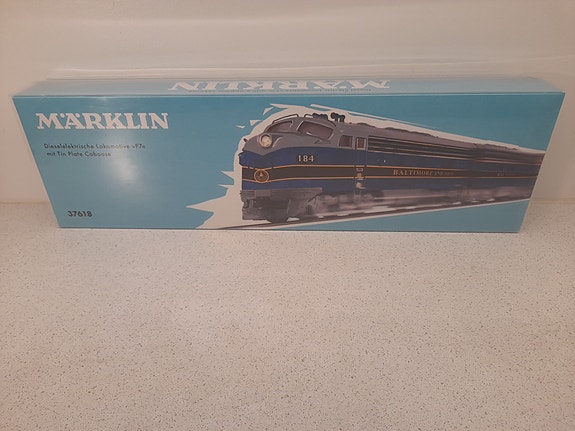 MÄRKLIN
MÄRKLIN
Dieselelektrische Lokomotive »F7«
mit Tin Plate Caboose
184
BALTIMORE AND OHIO
37618